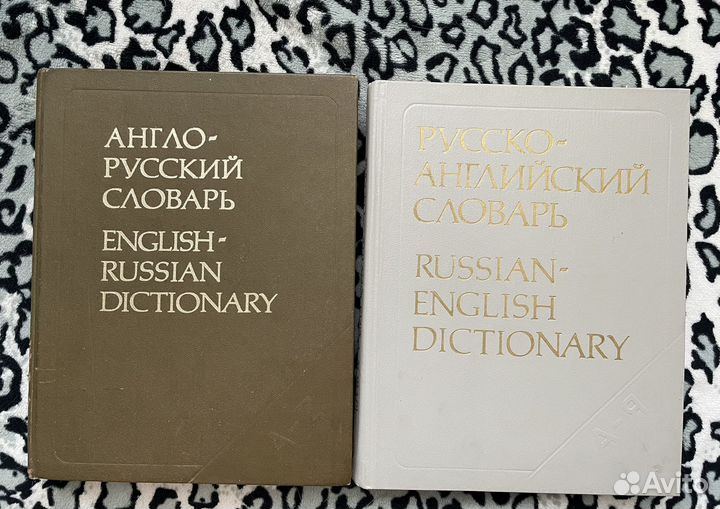 АНГЛО-
РУССКИЙ
СЛОВАРЬ
ENGLISH-
RUSSIAN
DICTIONARY
РУССКО-
АНГЛИЙСКИЙ
СЛОВАРЬ
RUSSIAN-
ENGLISH
DICTIONARY
А-Я
Avito